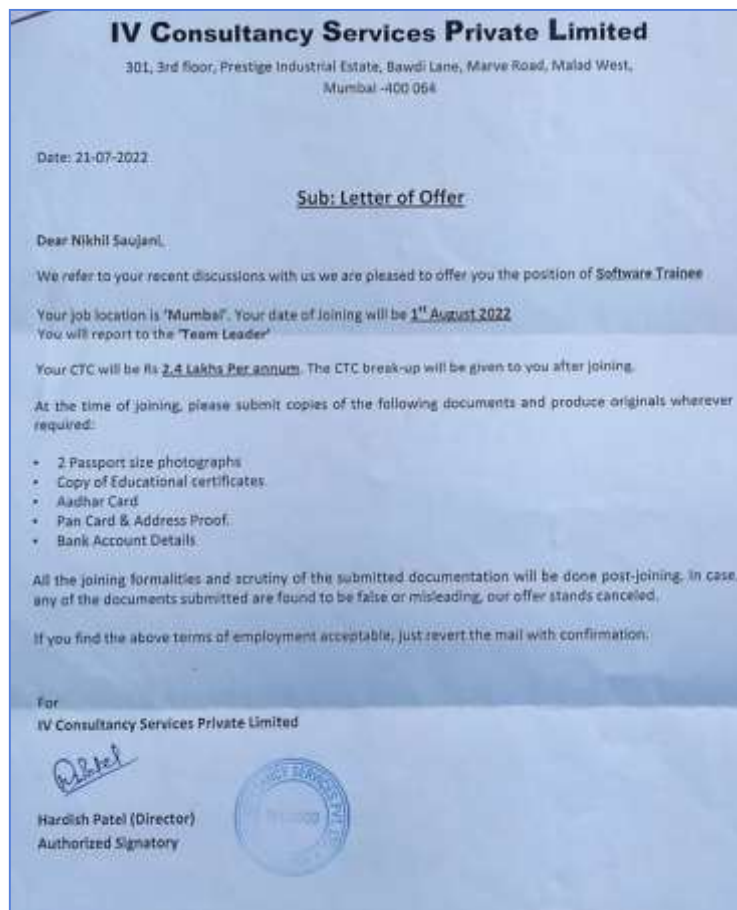 IV Consultancy Services Private Limited
301, 3rd floor, Prestige Industrial Estate, Bawdi Lane, Marve Road, Malad West,
Mumbai -400 064
Date: 21-07-2022
Sub: Letter of Offer
Dear Nikhil Saujani,
We refer to your recent discussions with us we are pleased to offer you the position of Software Trainee
Your job location is 'Mumbai'. Your date of Joining will be 1st August 2022
You will report to the 'Team Leader'
Your CTC will be Rs 2.4 Lakhs Per annum. The CTC break-up will be given to you after joining.
At the time of joining, please submit copies of the following documents and produce originals wherever
required:
• 2 Passport size photographs
• Copy of Educational certificates.
• Aadhar Card
• Pan Card & Address Proof.
• Bank Account Details
All the joining formalities and scrutiny of the submitted documentation will be done post-joining. In case,
any of the documents submitted are found to be false or misleading, our offer stands canceled.
If you find the above terms of employment acceptable, just revert the mail with confirmation.
For
IV Consultancy Services Private Limited
Hardish Patel (Director)
Authorized Signatory